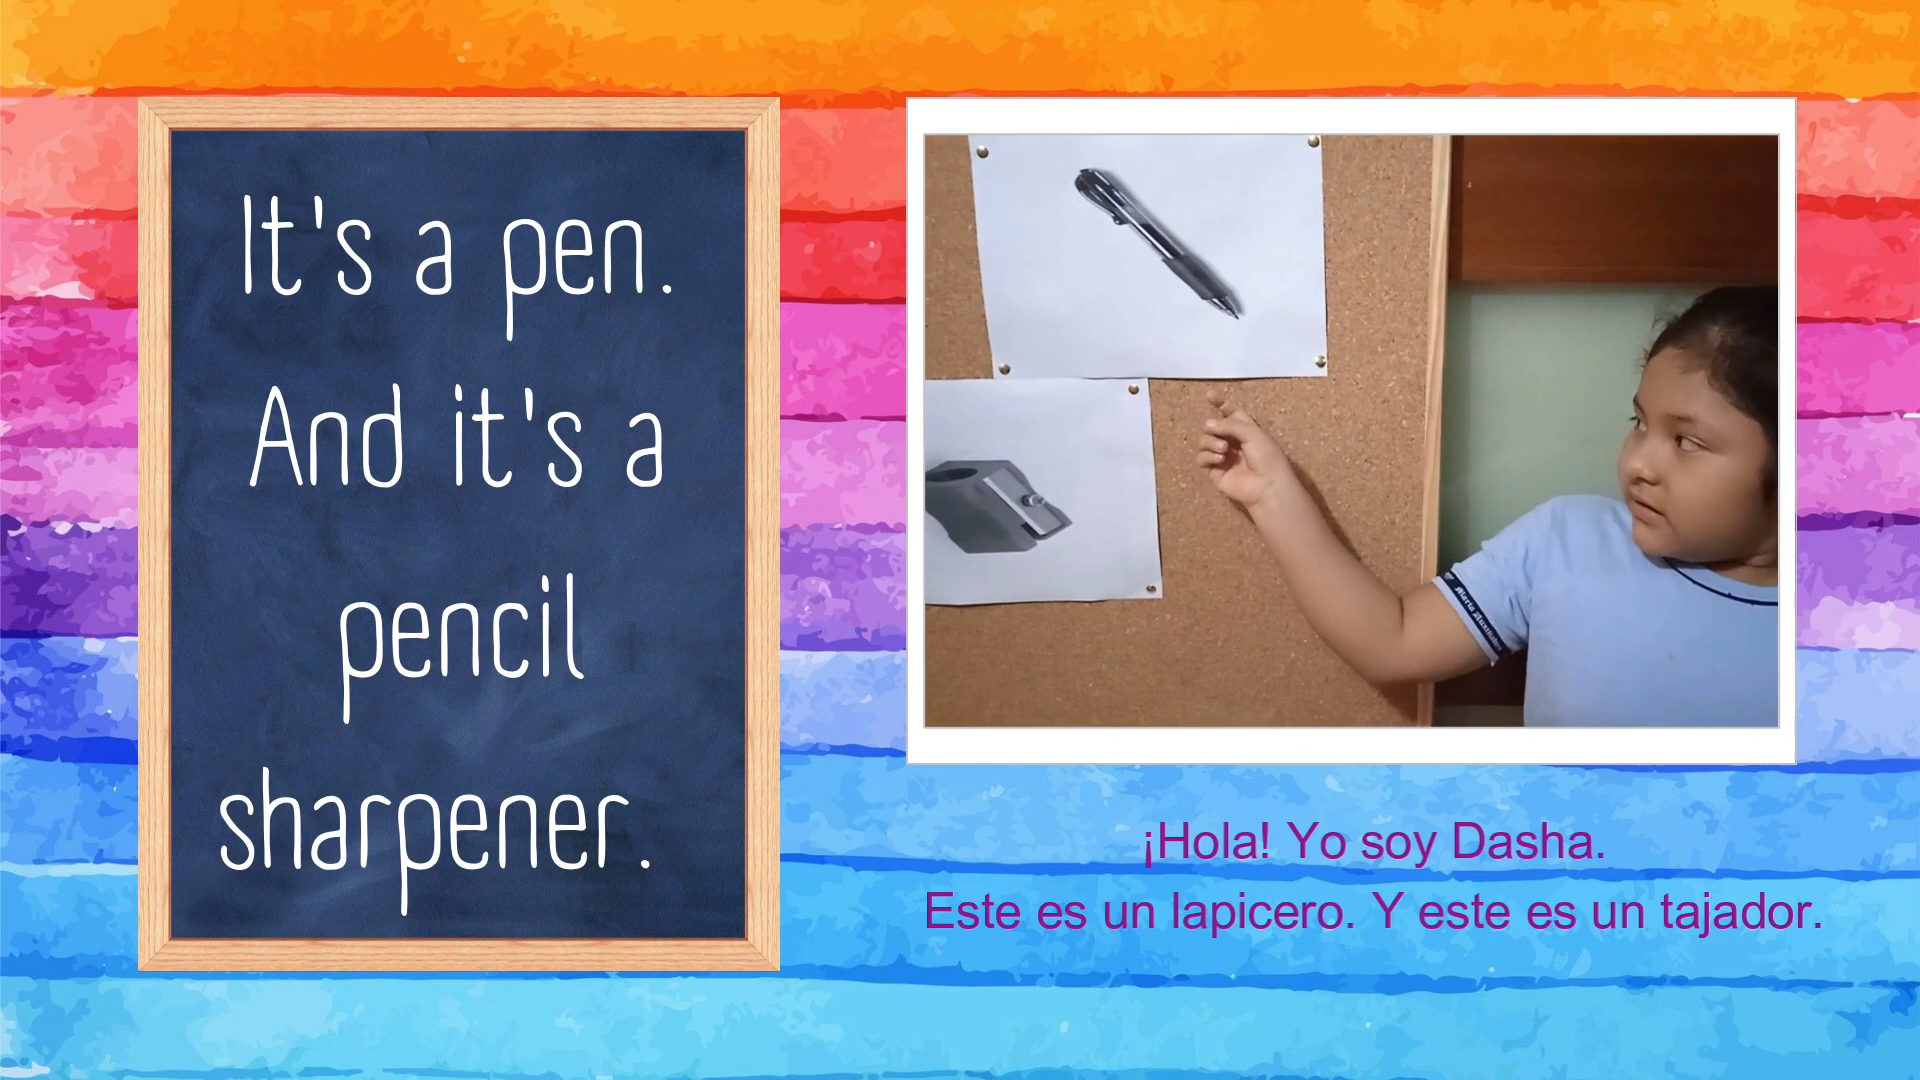 It's a pen.
And it's a
pencil
sharpener.
¡Hola! Yo soy Dasha.
Este es un lapicero. Y este es un tajador.